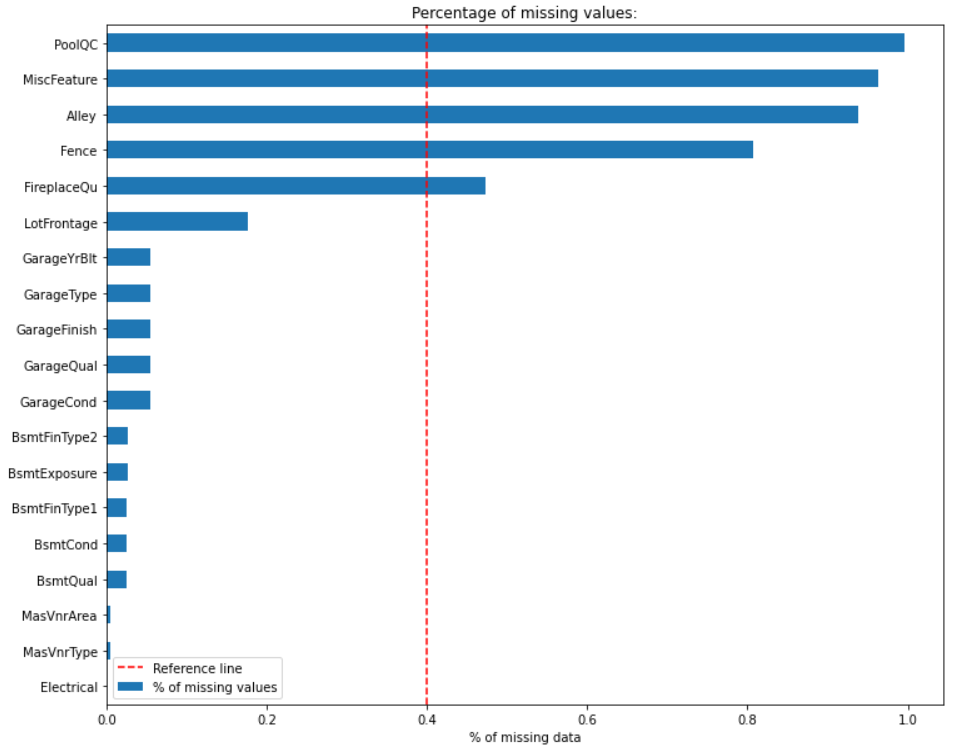 Percentage of missing values:
PoolQC
MiscFeature
Alley
Fence
FireplaceQu
LotFrontage
GarageYrBlt
GarageType
GarageFinish
GarageQual
GarageCond
BsmtFinType2
BsmtExposure
BsmtFinType1
BsmtCond
BsmtQual
MasVnrArea
MasVnrType
Electrical
Reference line
% of missing values
0.0 0.2 0.4 0.6 0.8 1.0
% of missing data